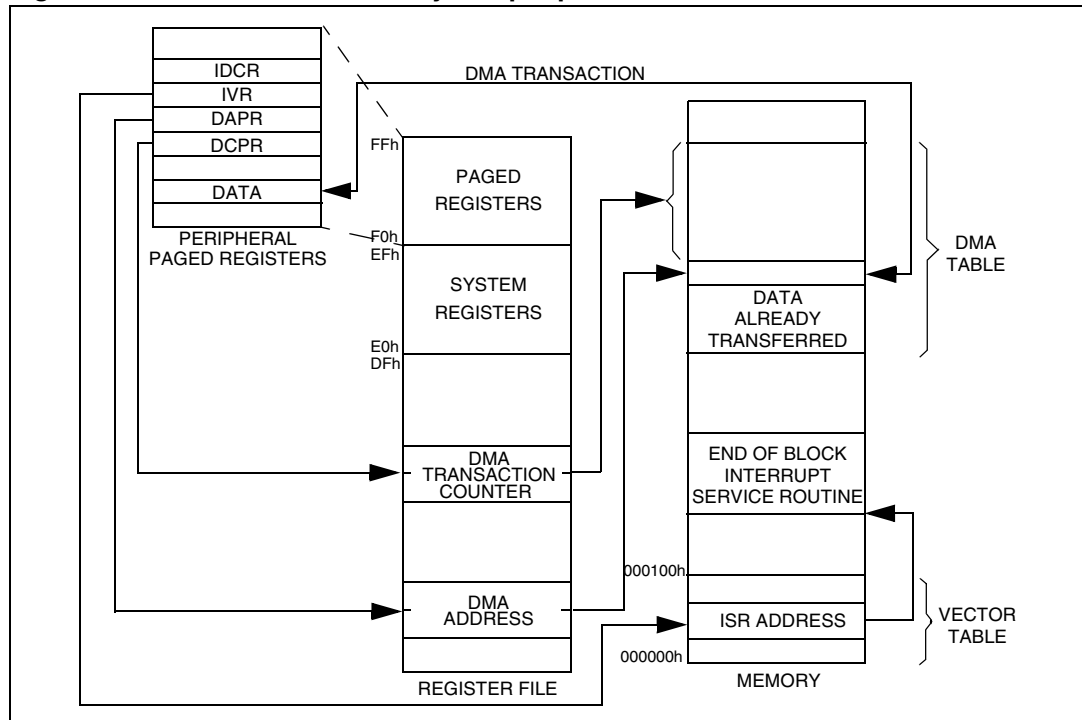 IDCR
IVR
DAPR
DCPR
DATA
PERIPHERAL
PAGED REGISTERS
DMA TRANSACTION
FFh
PAGED
REGISTERS
F0h
EFh
SYSTEM
REGISTERS
E0h
DFh
DMA
TRANSACTION
COUNTER
DMA
ADDRESS
REGISTER FILE
DMA
TABLE
DATA
ALREADY
TRANSFERRED
END OF BLOCK
INTERRUPT
SERVICE ROUTINE
000100h
ISR ADDRESS
VECTOR
TABLE
000000h
MEMORY